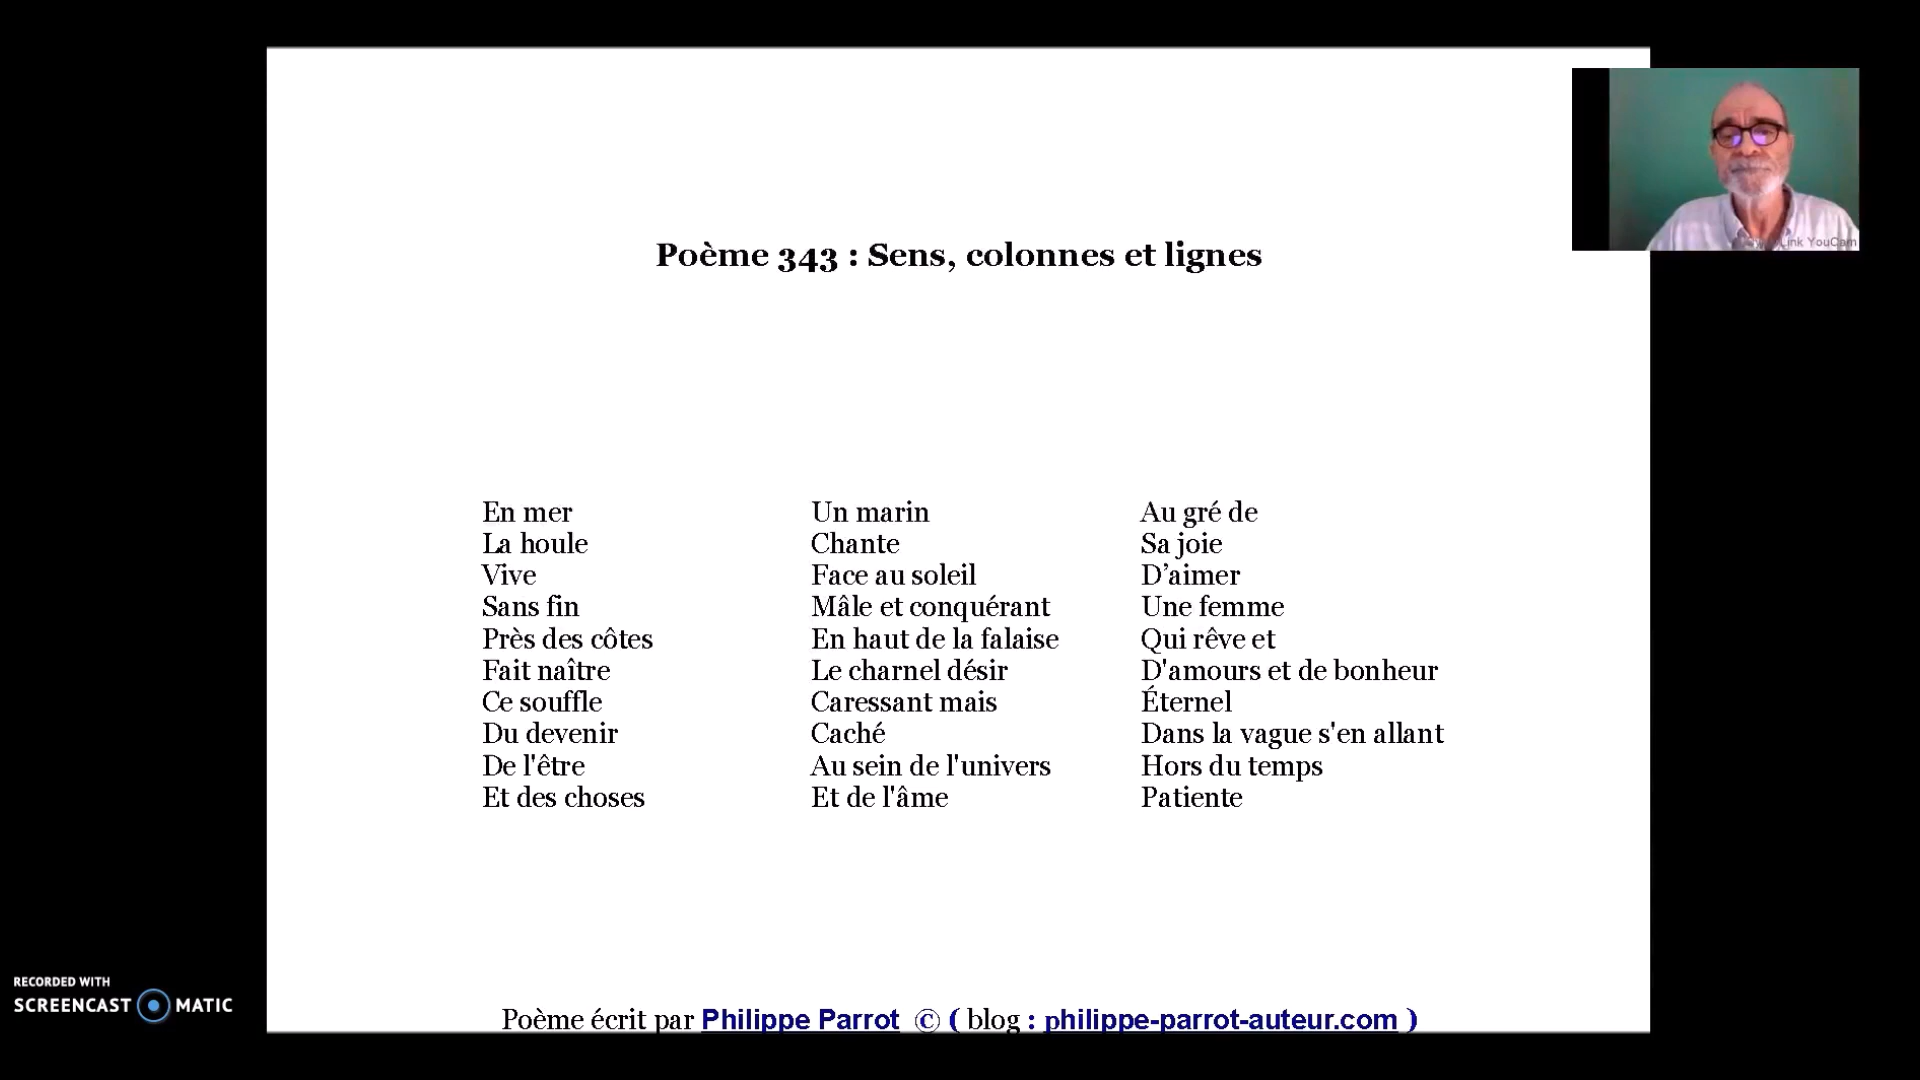 Link YouCam
Poème 343 : Sens, colonnes et lignes
En mer Un marin Au gré de
La houle Chante Sa joie
Vive Face au soleil D’aimer
Sans fin Mâle et conquérant Une femme
Près des côtes En haut de la falaise Qui rêve et
Fait naître Le charnel désir D'amours et de bonheur
Ce souffle Caressant mais Éternel
Du devenir Caché Dans la vague s'en allant
De l'être Au sein de l'univers Hors du temps
Et des choses Et de l'âme Patiente
RECORDED WITH
SCREENCAST MATIC
Poème écrit par Philippe Parrot © ( blog : philippe-parrot-auteur.com )